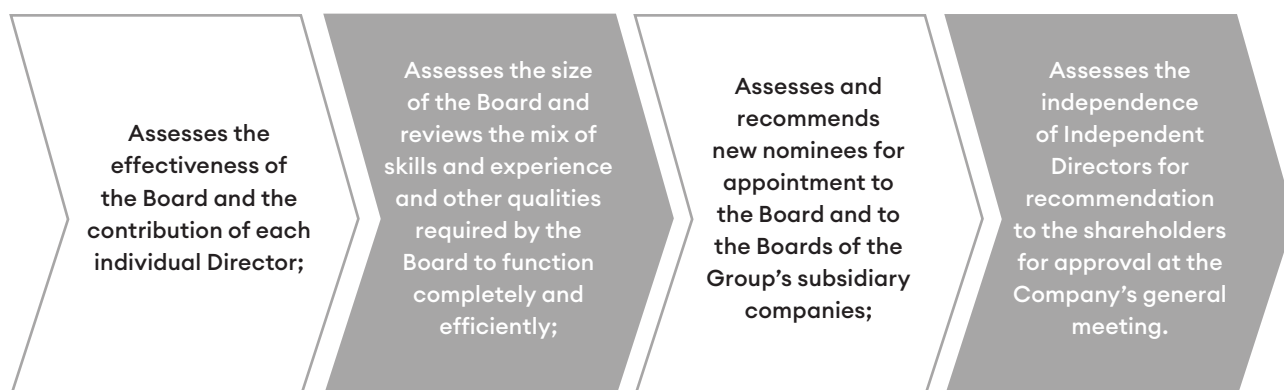 Assesses the
effectiveness of
the Board and the
contribution of each
individual Director;
Assesses the size
of the Board and
reviews the mix of
skills and experience
and other qualities
required by the
Board to function
completely and
efficiently;
Assesses and
recommends
new nominees for
appointment to
the Board and to
the Boards of the
Group’s subsidiary
companies;
Assesses the
independence
of Independent
Directors for
recommendation
to the shareholders
for approval at the
Company’s general
meeting.